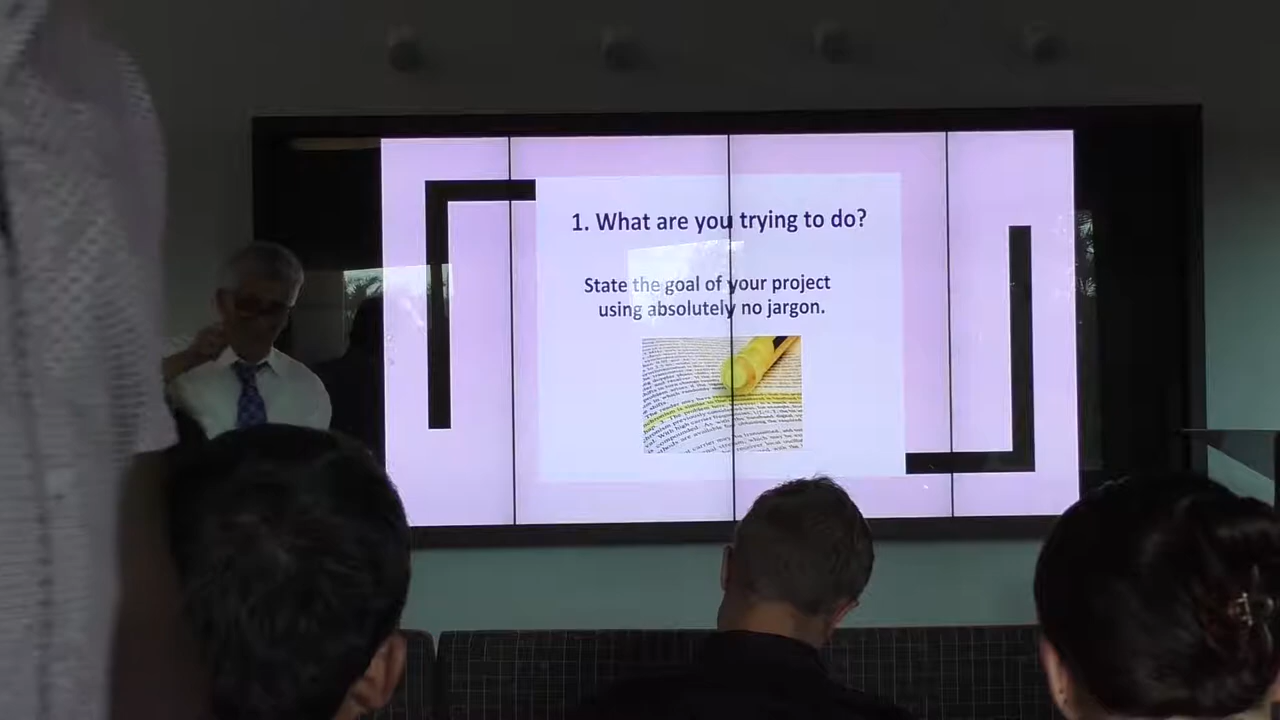 1. What are you trying to do?
State the goal of your project
using absolutely no jargon.